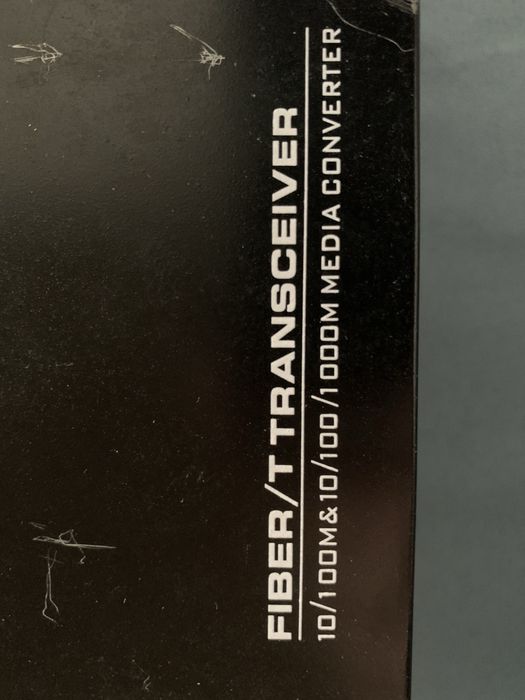 FIBER/T TRANSCEIVER
10/100M&10/100/1000M MEDIA CONVERTER